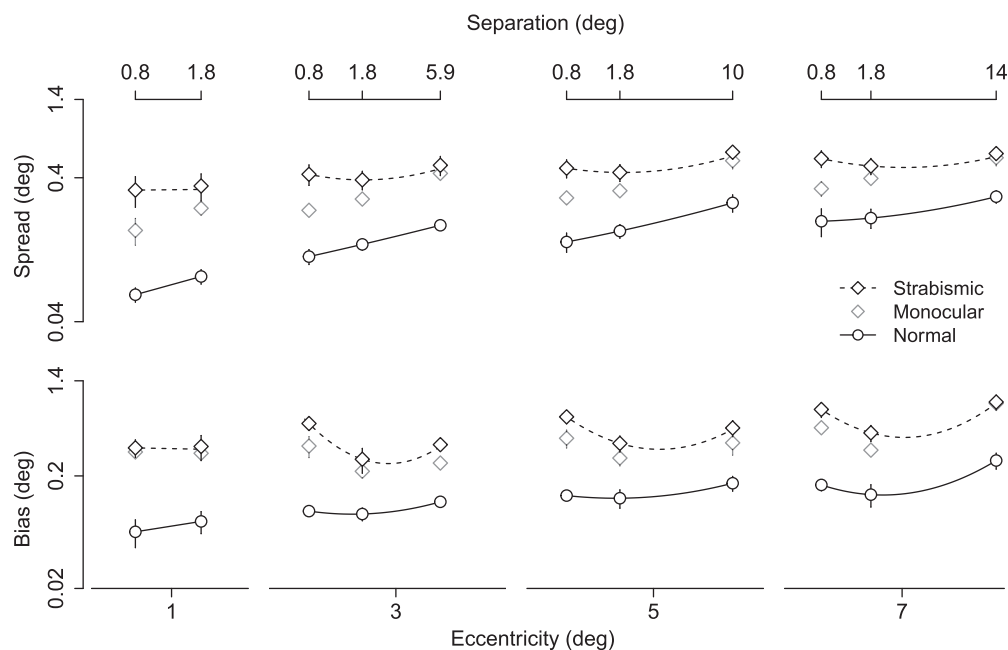 Separation (deg)
0.8 1.8 0.8 1.8 5.9 0.8 1.8 10 0.8 1.8 14
1.4
0.4
0.04
Spread (deg)
Strabismic
Monocular
Normal
1.4
0.2
0.02
Bias (deg)
1 3 5 7
Eccentricity (deg)